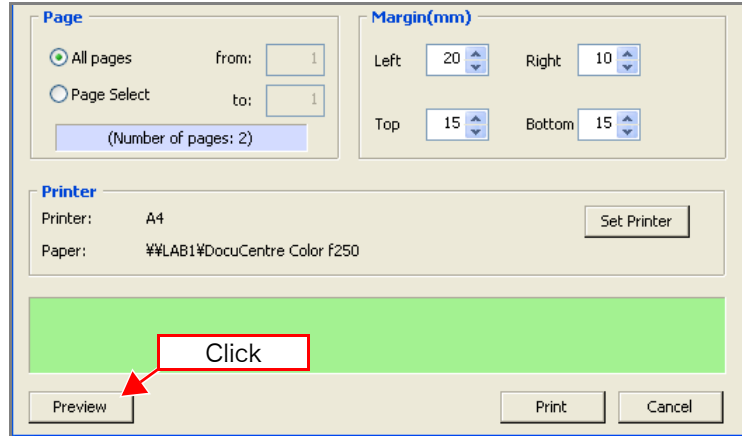 Page
All pages from: 1
Page Select to: 1
(Number of pages: 2)
Margin(mm)
Left 20 Right 10
Top 15 Bottom 15
Printer
Printer: A4 Set Printer
Paper: ¥¥LAB1¥DocuCentre Color f250
Click
Preview Print Cancel